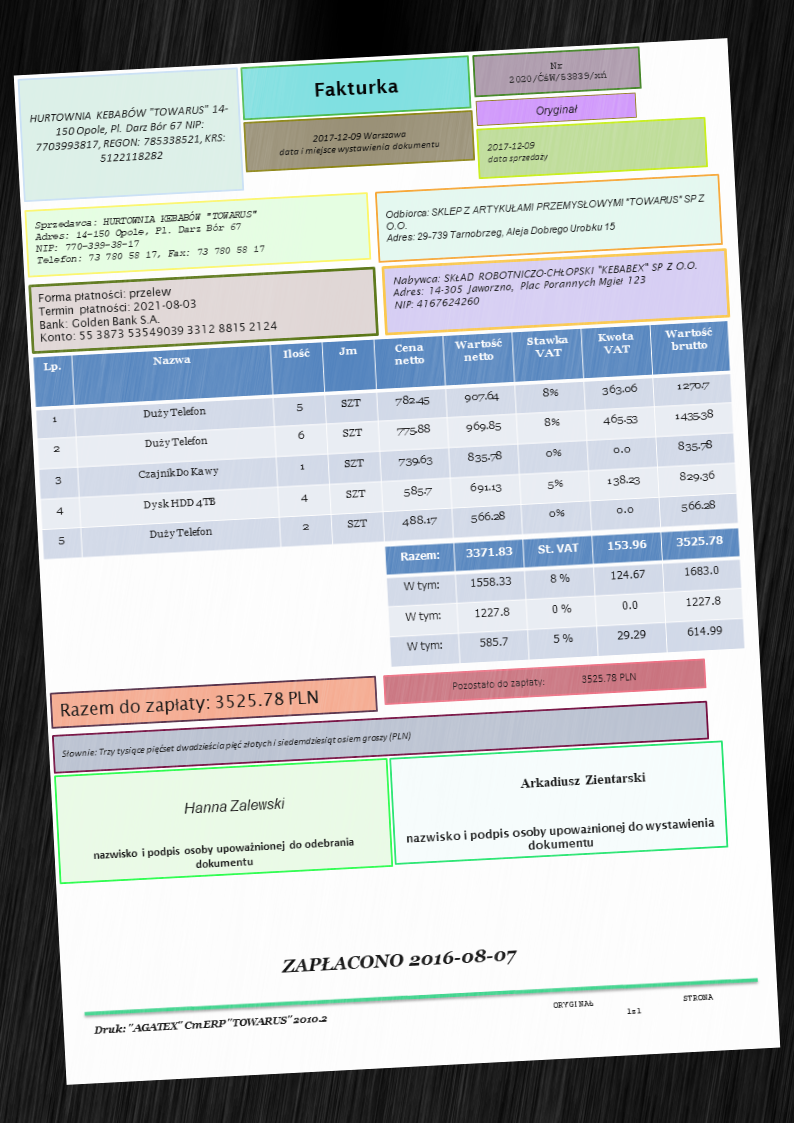 HURTOWNIA KEBABÓW "TOWARUS" 14-
150 Opole, Pl. Darz Bór 67 NIP:
7703993817, REGON: 785338521, KRS:
5122118282
Fakturka
2017-12-09 Warszawa
data i miejsce wystawienia dokumentu
Nr
2020/ĆśW/53839/xń
Oryginał
2017-12-09
data sprzedaży
Sprzedawca: HURTOWNIA KEBABÓW "TOWARUS"
Adres: 14-150 Opole, Pl. Darz Bór 67
NIP: 770-399-38-17
Telefon: 73 780 58 17, Fax: 73 780 58 17
Odbiorca: SKLEP Z ARTYKUŁAMI PRZEMYSŁOWYMI "TOWARUS" SP Z
O.O.
Adres: 29-739 Tarnobrzeg, Aleja Dobrego Urobku 15
Forma płatności: przelew
Termin płatności: 2021-08-03
Bank: Golden Bank S.A.
Konto: 55 3873 53549039 3312 8815 2124
Nabywca: SKŁAD ROBOTNICZO-CHŁOPSKI "KEBABEX" SP Z O.O.
Adres: 14-305 Jaworzno, Plac Porannych Mgieł 123
NIP: 4167624260
Lp. Nazwa Ilość Jm Cena netto Wartość netto Stawka VAT Kwota VAT Wartość brutto
1 Duży Telefon 5 SZT 782.45 907.64 8% 363.06 1270.7
2 Duży Telefon 6 SZT 775.88 969.85 8% 465.53 1435.38
3 Czajnik Do Kawy 1 SZT 739.63 835.78 0% 0.0 835.78
4 Dysk HDD 4TB 4 SZT 585.7 691.13 5% 138.23 829.36
5 Duży Telefon 2 SZT 488.17 566.28 0% 0.0 566.28
Razem: 3371.83 St. VAT 153.96 3525.78
W tym: 1558.33 8 % 124.67 1683.0
W tym: 1227.8 0 % 0.0 1227.8
W tym: 585.7 5 % 29.29 614.99
Razem do zapłaty: 3525.78 PLN
Pozostało do zapłaty: 3525.78 PLN
Słownie: Trzy tysiące pięćset dwadzieścia pięć złotych i siedemdziesiąt osiem groszy (PLN)
Hanna Zalewski
nazwisko i podpis osoby upoważnionej do odebrania
dokumentu
Arkadiusz Zientarski
nazwisko i podpis osoby upoważnionej do wystawienia
dokumentu
ZAPŁACONO 2016-08-07
Druk: "AGATEX" CmERP "TOWARUS" 2010.2
ORYGINAŁ
1z1
STRONA